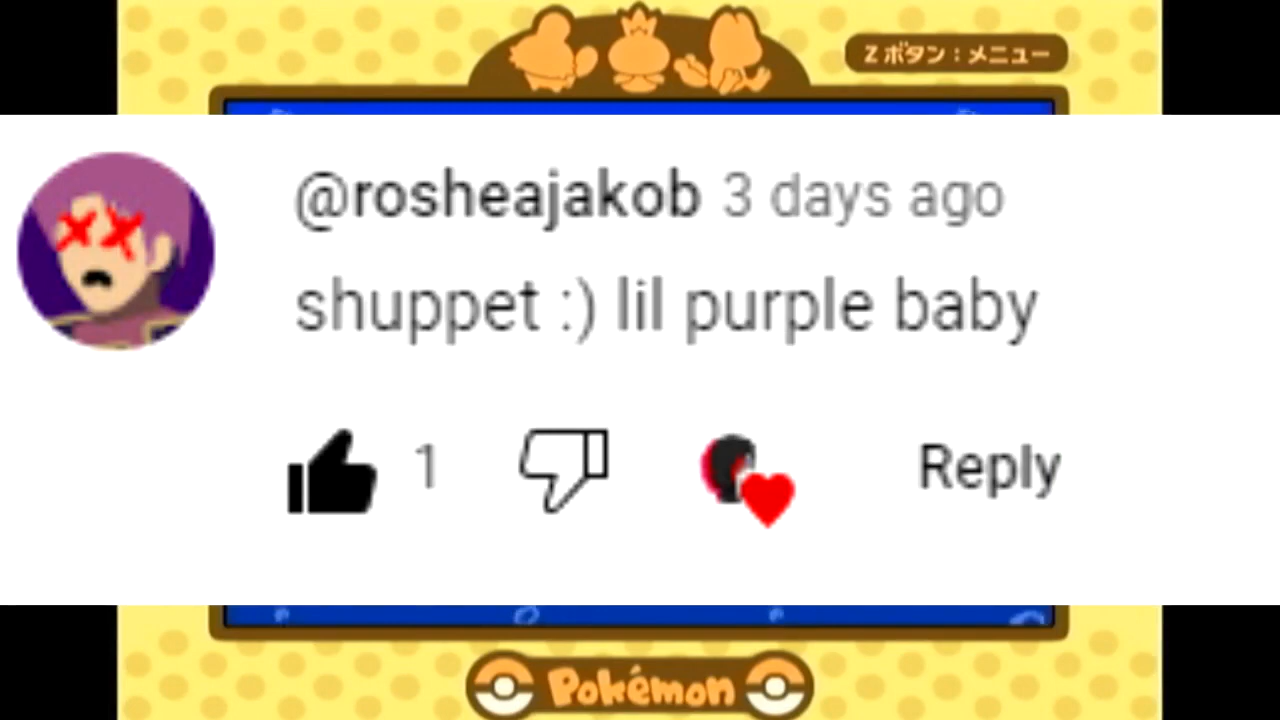 Zボタン：メニュー
@rosheajakob 3 days ago
shuppet :) lil purple baby
1 Reply
Pokémon